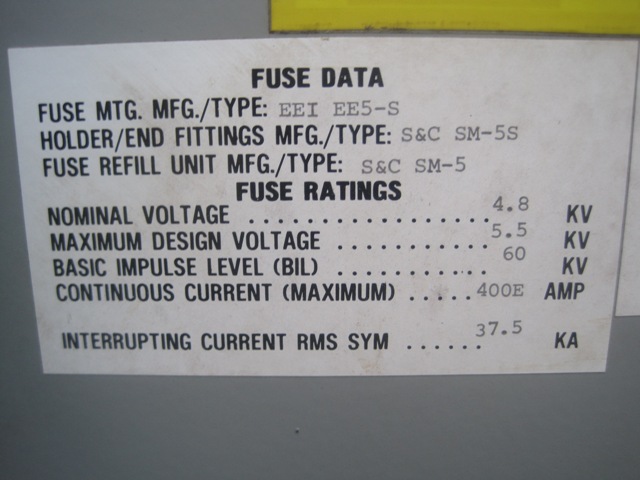 FUSE DATA
FUSE MTG. MFG./TYPE: EEI EE5-S
HOLDER/END FITTINGS MFG./TYPE: S&C SM-5S
FUSE REFILL UNIT MFG./TYPE: S&C SM-5
FUSE RATINGS
NOMINAL VOLTAGE ..................4.8 KV
MAXIMUM DESIGN VOLTAGE ............5.5 KV
BASIC IMPULSE LEVEL (BIL) ............60 KV
CONTINUOUS CURRENT (MAXIMUM) .....400E AMP
INTERRUPTING CURRENT RMS SYM ......37.5 KA